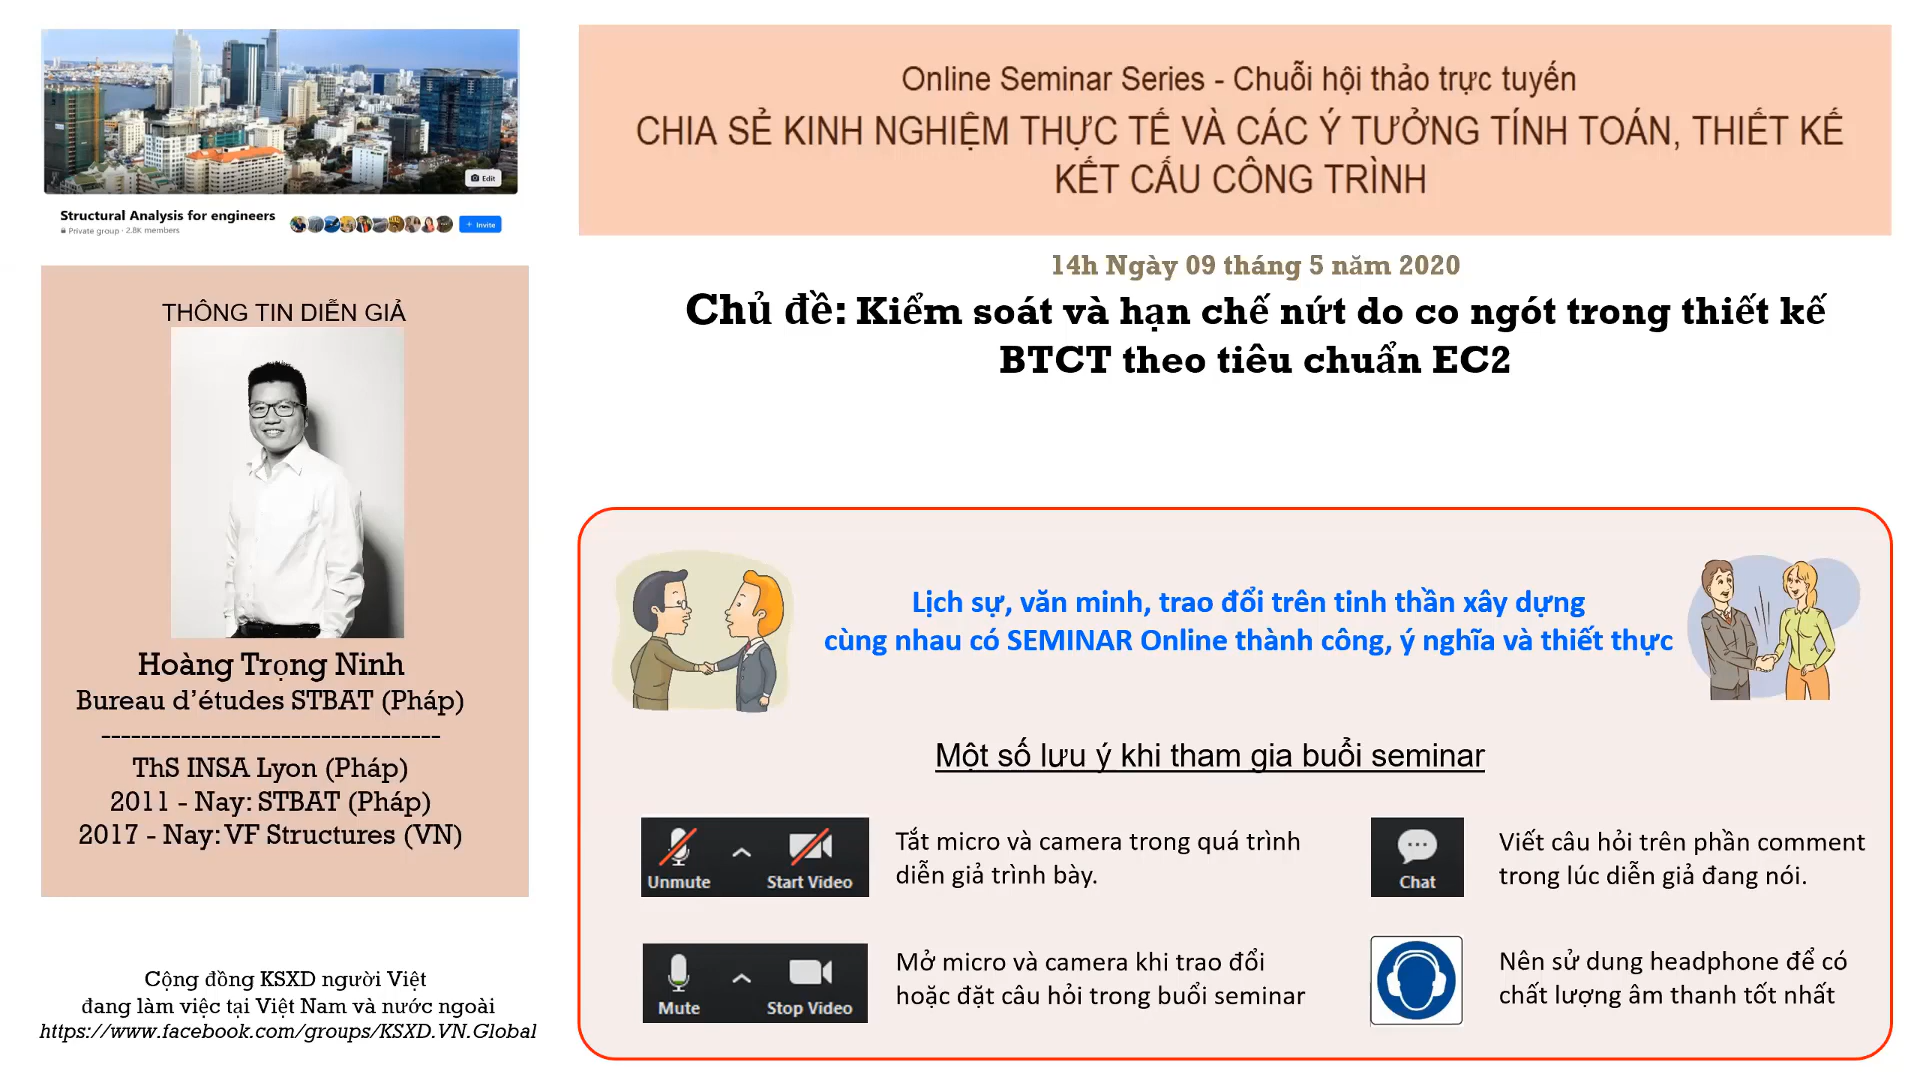 Edit
Structural Analysis for engineers
Private group · 2.8K members
+ Invite
THÔNG TIN DIỄN GIẢ
Hoàng Trọng Ninh
Bureau d’études STBAT (Pháp)
----------------------------------
ThS INSA Lyon (Pháp)
2011 - Nay: STBAT (Pháp)
2017 - Nay: VF Structures (VN)
Cộng đồng KSXD người Việt
đang làm việc tại Việt Nam và nước ngoài
https://www.facebook.com/groups/KSXD.VN.Global
Online Seminar Series - Chuỗi hội thảo trực tuyến
CHIA SẺ KINH NGHIỆM THỰC TẾ VÀ CÁC Ý TƯỞNG TÍNH TOÁN, THIẾT KẾ
KẾT CẤU CÔNG TRÌNH
14h Ngày 09 tháng 5 năm 2020
Chủ đề: Kiểm soát và hạn chế nứt do co ngót trong thiết kế
BTCT theo tiêu chuẩn EC2
Lịch sự, văn minh, trao đổi trên tinh thần xây dựng
cùng nhau có SEMINAR Online thành công, ý nghĩa và thiết thực
Một số lưu ý khi tham gia buổi seminar
Unmute Start Video
Tắt micro và camera trong quá trình
diễn giả trình bày.
Chat
Viết câu hỏi trên phần comment
trong lúc diễn giả đang nói.
Mute Stop Video
Mở micro và camera khi trao đổi
hoặc đặt câu hỏi trong buổi seminar
Nên sử dung headphone để có
chất lượng âm thanh tốt nhất